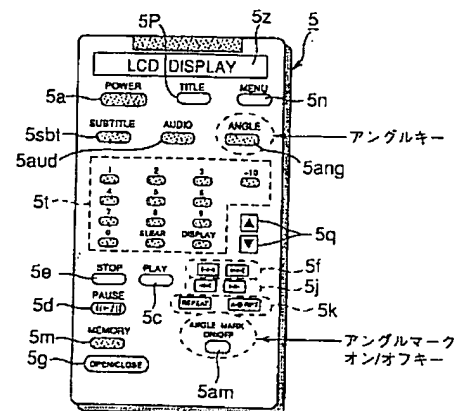 5P
5z
5
LCD DISPLAY
POWER
TITLE
MENU
5a
5n
SUBTITLE
AUDIO
ANGLE
5sbt
5aud
5ang
アングルキー
1 2 3 -10
4 5 6
7 8 9
0 CLEAR DISPLAY
5t
5q
STOP
PLAY
5e
5c
5f
5j
PAUSE
5d
REPEAT
A-B RPT
5k
MEMORY
5m
ANGLE MARK
ON/OFF
アングルマーク
オン/オフキー
OPEN/CLOSE
5g
5am